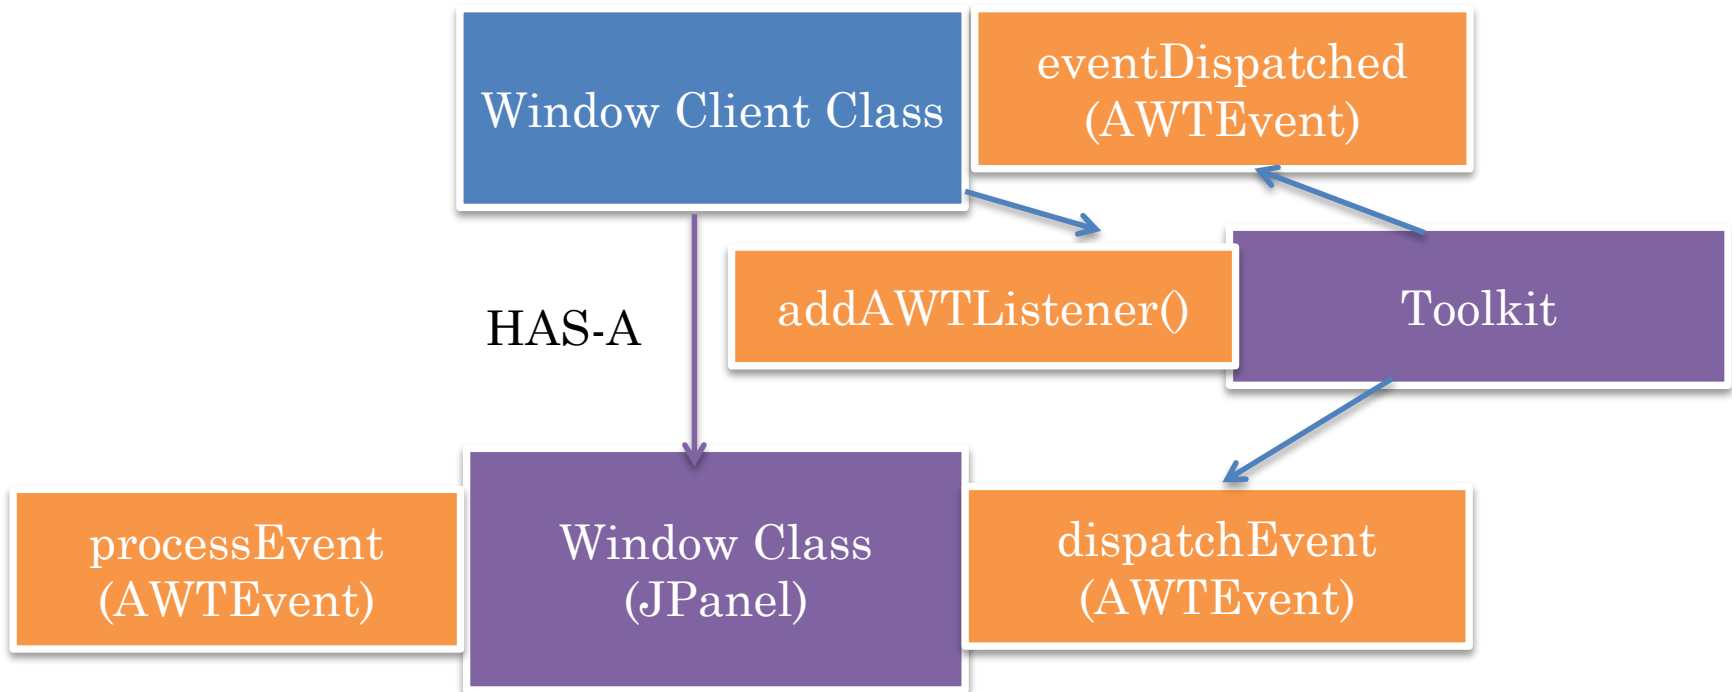 Window Client Class
eventDispatched
(AWTEvent)
HAS-A
addAWTListener()
Toolkit
processEvent
(AWTEvent)
Window Class
(JPanel)
dispatchEvent
(AWTEvent)